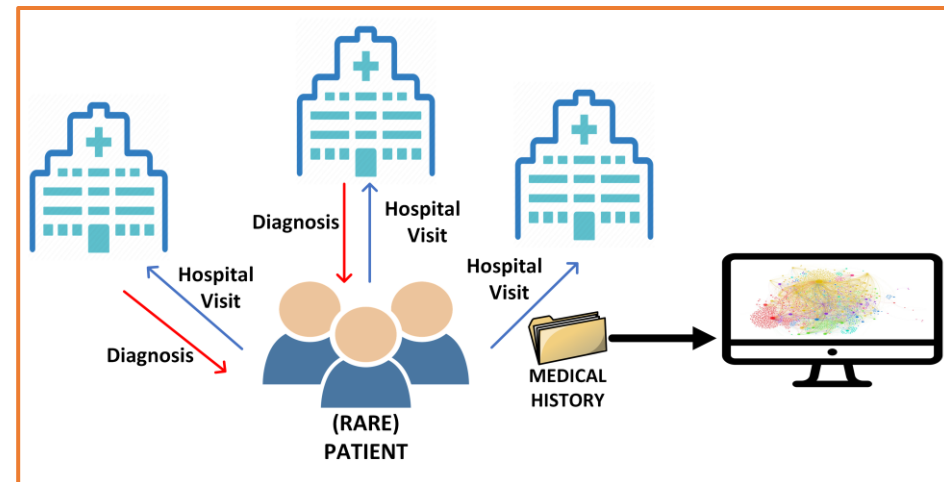 Diagnosis
Hospital
Visit
Hospital
Visit
Diagnosis
Hospital
Visit
MEDICAL
HISTORY
(RARE)
PATIENT